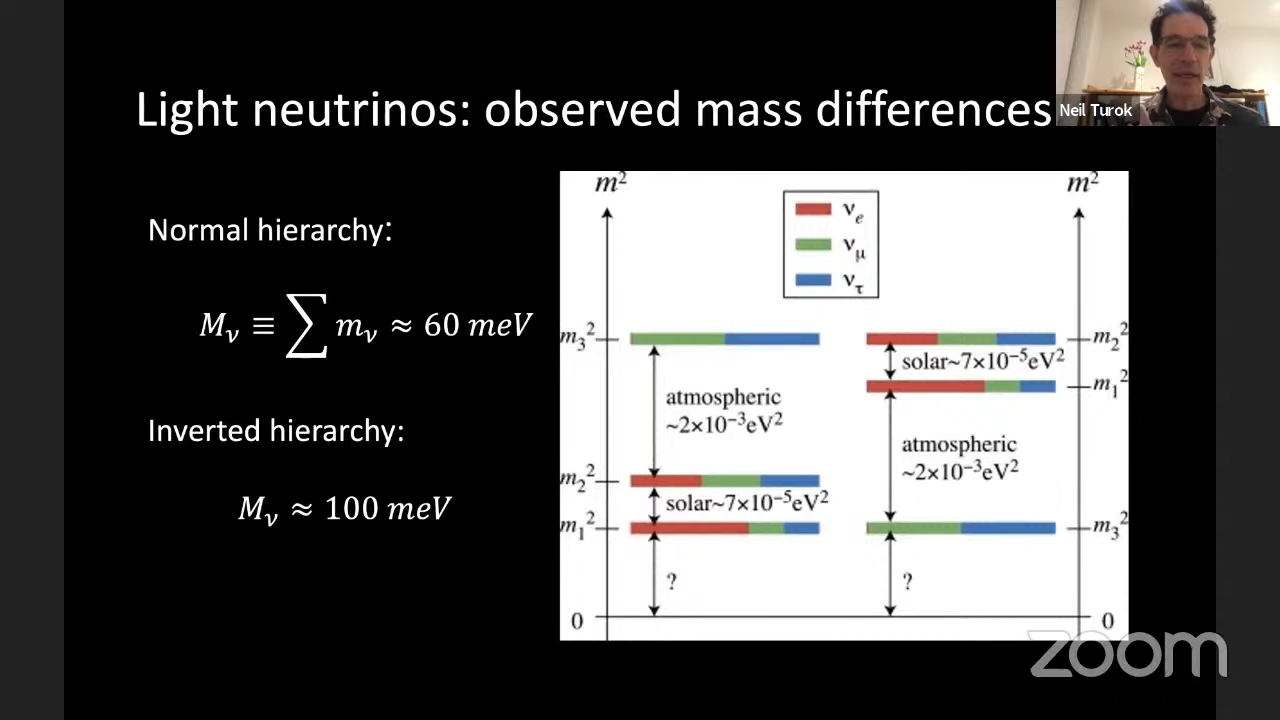 Light neutrinos: observed mass differences
Neil Turok
Normal hierarchy:
M_ν ≡ ∑ m_ν ≈ 60 meV
Inverted hierarchy:
M_ν ≈ 100 meV
m²
m²
ν_e
ν_μ
ν_τ
m₃²
m₂²
solar~7×10⁻⁵eV²
m₁²
atmospheric
~2×10⁻³eV²
atmospheric
~2×10⁻³eV²
m₂²
solar~7×10⁻⁵eV²
m₁²
m₃²
?
?
0
0
zoom